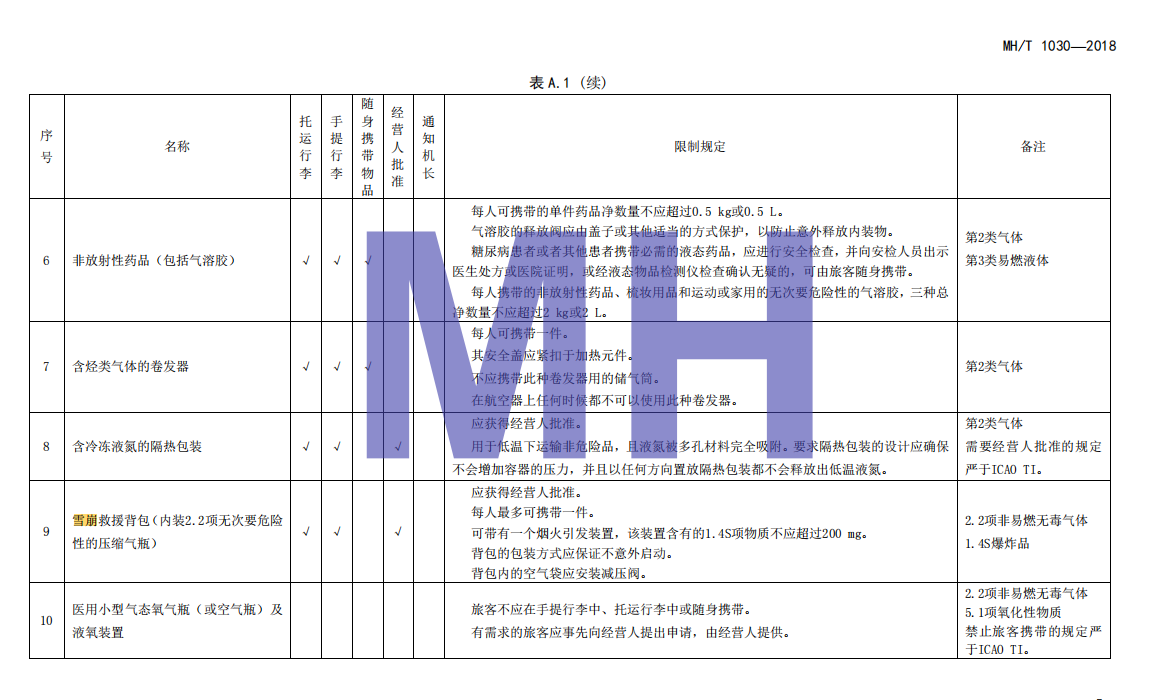 MH/T 1030—2018
表 A.1 (续)
序号 名称 托运行李 手提行李 随身携带物品 经营人批准 通知机长 限制规定 备注
6 非放射性药品（包括气溶胶） √ √ √
每人可携带的单件药品净数量不应超过0.5 kg或0.5 L。
气溶胶的释放阀应由盖子或其他适当的方式保护，以防止意外释放内装物。
糖尿病患者或者其他患者携带必需的液态药品，应进行安全检查，并向安检人员出示
医生处方或医院证明，或经液态物品检测仪检查确认无疑的，可由旅客随身携带。
每人携带的非放射性药品、梳妆用品和运动或家用的无次要危险性的气溶胶，三种总
净数量不应超过2 kg或2 L。
第2类气体
第3类易燃液体
7 含烃类气体的卷发器 √ √ √
每人可携带一件。
其安全盖应紧扣于加热元件。
不应携带此种卷发器用的储气筒。
在航空器上任何时候都不可以使用此种卷发器。
第2类气体
8 含冷冻液氮的隔热包装 √ √ √
应获得经营人批准。
用于低温下运输非危险品，且液氮被多孔材料完全吸附。要求隔热包装的设计应确保
不会增加容器的压力，并且以任何方向置放隔热包装都不会释放出低温液氮。
第2类气体
需要经营人批准的规定
严于ICAO TI。
9 雪崩救援背包（内装2.2项无次要危险
性的压缩气瓶） √ √ √
应获得经营人批准。
每人最多可携带一件。
可带有一个烟火引发装置，该装置含有的1.4S项物质不应超过200 mg。
背包的包装方式应保证不意外启动。
背包内的空气袋应安装减压阀。
2.2项非易燃无毒气体
1.4S爆炸品
10 医用小型气态氧气瓶（或空气瓶）及
液氧装置
旅客不应在手提行李中、托运行李中或随身携带。
有需求的旅客应事先向经营人提出申请，由经营人提供。
2.2项非易燃无毒气体
5.1项氧化性物质
禁止旅客携带的规定严
于ICAO TI。
MH